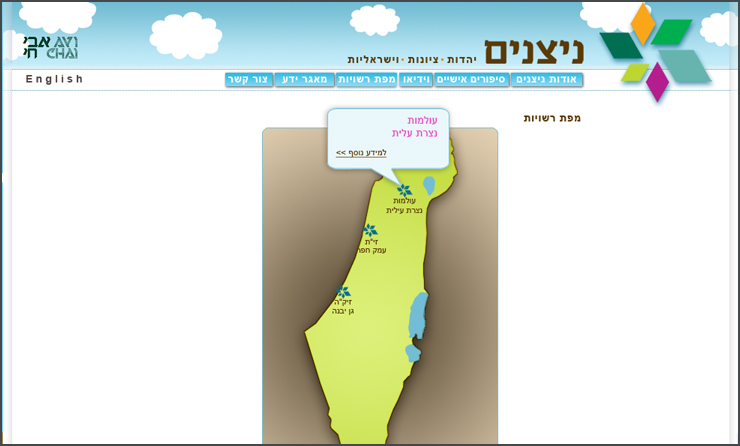 ניצנים
יהדות • ציונות • וישראליות
אבי חי
AVI CHAI
English
אודות ניצנים
סיפורים אישיים
וידיאו
מפת רשויות
מאגר ידע
צור קשר
מפת רשויות
עולמות
נצרת עלית
למידע נוסף >>
עולמות
נצרת עילית
זי"ת
עמק חפר
זיק"ה
גן יבנה